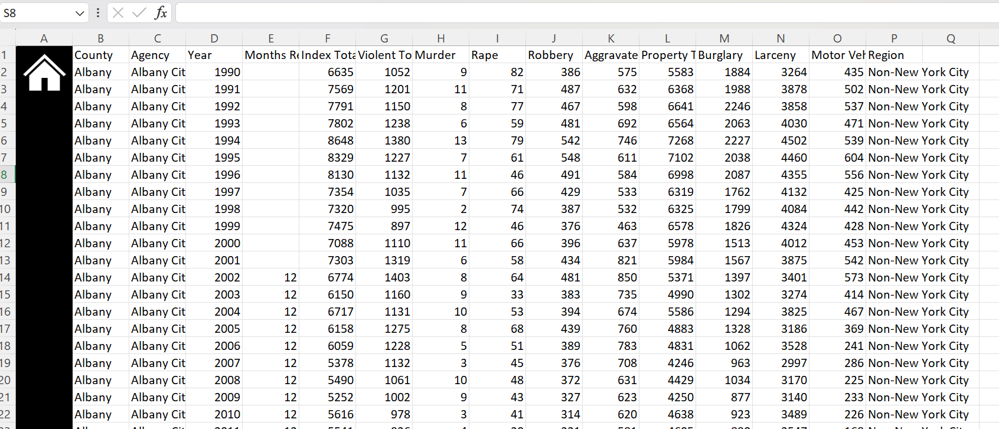 S8 fx
A B C D E F G H I J K L M N O P Q
1 County Agency Year Months Re Index Tota Violent To Murder Rape Robbery Aggravate Property T Burglary Larceny Motor Veh Region
2 Albany Albany Cit 1990 6635 1052 9 82 386 575 5583 1884 3264 435 Non-New York City
3 Albany Albany Cit 1991 7569 1201 11 71 487 632 6368 1988 3878 502 Non-New York City
4 Albany Albany Cit 1992 7791 1150 8 77 467 598 6641 2246 3858 537 Non-New York City
5 Albany Albany Cit 1993 7802 1238 6 59 481 692 6564 2063 4030 471 Non-New York City
6 Albany Albany Cit 1994 8648 1380 13 79 542 746 7268 2227 4502 539 Non-New York City
7 Albany Albany Cit 1995 8329 1227 7 61 548 611 7102 2038 4460 604 Non-New York City
8 Albany Albany Cit 1996 8130 1132 11 46 491 584 6998 2087 4355 556 Non-New York City
9 Albany Albany Cit 1997 7354 1035 7 66 429 533 6319 1762 4132 425 Non-New York City
10 Albany Albany Cit 1998 7320 995 2 74 387 532 6325 1799 4084 442 Non-New York City
11 Albany Albany Cit 1999 7475 897 12 46 376 463 6578 1826 4324 428 Non-New York City
12 Albany Albany Cit 2000 7088 1110 11 66 396 637 5978 1513 4012 453 Non-New York City
13 Albany Albany Cit 2001 7303 1319 6 58 434 821 5984 1567 3875 542 Non-New York City
14 Albany Albany Cit 2002 12 6774 1403 8 64 481 850 5371 1397 3401 573 Non-New York City
15 Albany Albany Cit 2003 12 6150 1160 9 33 383 735 4990 1302 3274 414 Non-New York City
16 Albany Albany Cit 2004 12 6717 1131 10 53 394 674 5586 1294 3825 467 Non-New York City
17 Albany Albany Cit 2005 12 6158 1275 8 68 439 760 4883 1328 3186 369 Non-New York City
18 Albany Albany Cit 2006 12 6059 1228 5 51 389 783 4831 1062 3528 241 Non-New York City
19 Albany Albany Cit 2007 12 5378 1132 3 45 376 708 4246 963 2997 286 Non-New York City
20 Albany Albany Cit 2008 12 5490 1061 10 48 372 631 4429 1034 3170 225 Non-New York City
21 Albany Albany Cit 2009 12 5252 1002 9 43 327 623 4250 877 3140 233 Non-New York City
22 Albany Albany Cit 2010 12 5616 978 3 41 314 620 4638 923 3489 226 Non-New York City